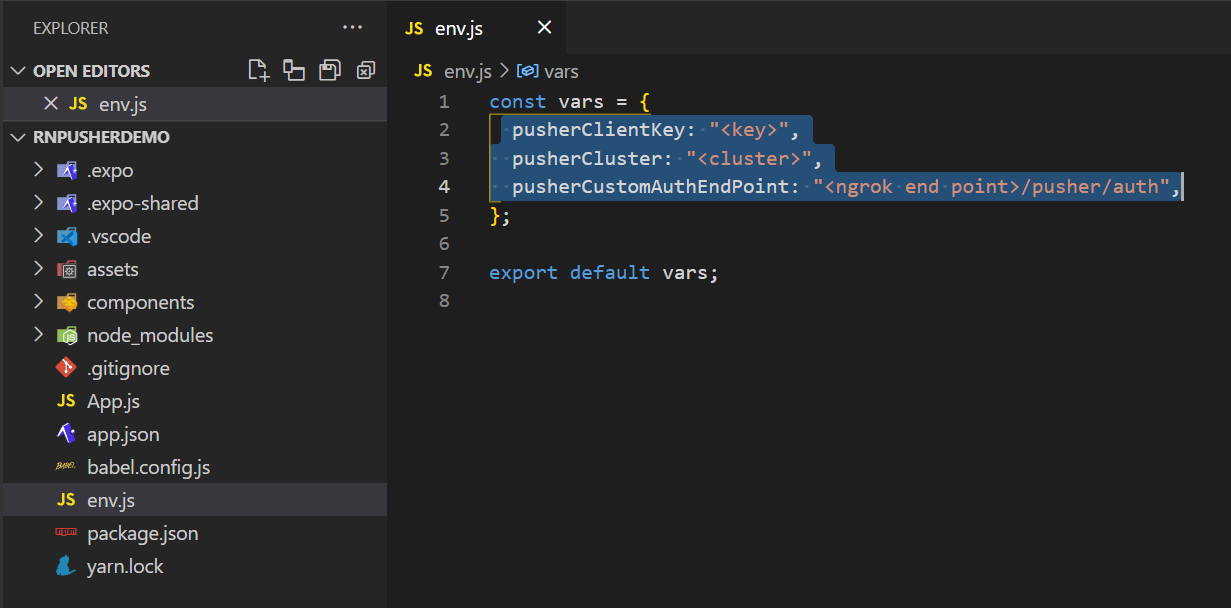 EXPLORER
OPEN EDITORS
JS env.js
RNPUSHERDEMO
.expo
.expo-shared
.vscode
assets
components
node_modules
.gitignore
JS App.js
app.json
BABEL babel.config.js
JS env.js
npm package.json
yarn.lock
JS env.js
JS env.js > vars
1 const vars = {
2 pusherClientKey: "<key>",
3 pusherCluster: "<cluster>",
4 pusherCustomAuthEndPoint: "<ngrok end point>/pusher/auth",
5 };
6
7 export default vars;
8